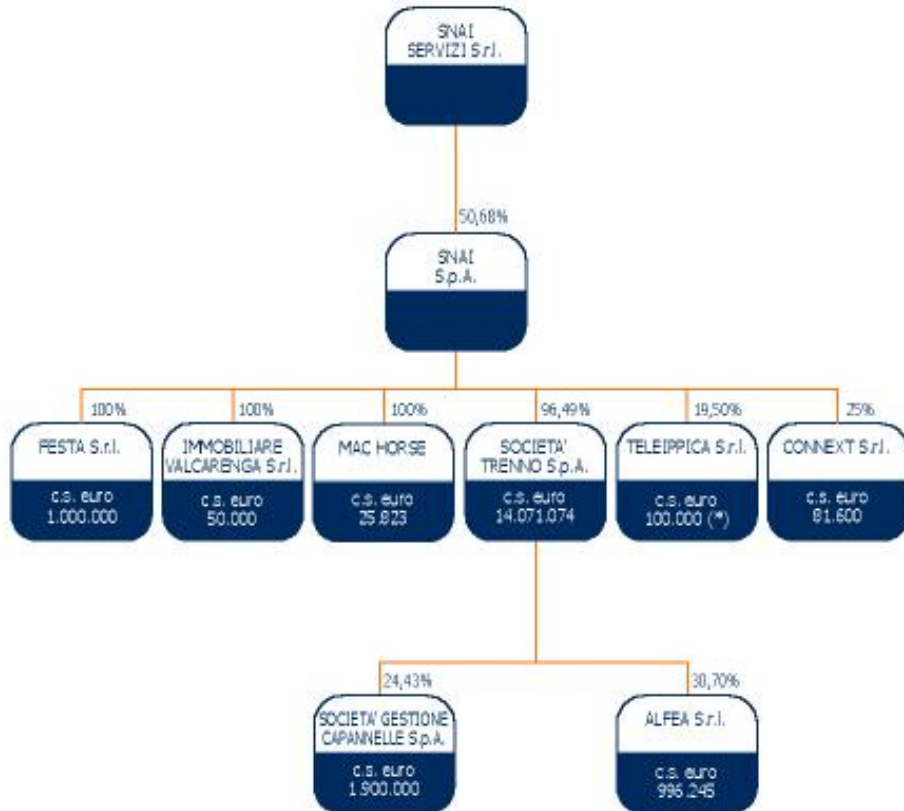 SNAI
SERVIZI S.r.l.
50,68%
SNAI
S.p.A.
100%
100%
100%
96,49%
19,50%
25%
FESTA S.r.l.
c.s. euro
1.000.000
IMMOBILIARE
VALCARENGA S.r.l.
c.s. euro
50.000
MAC HORSE
c.s. euro
25.823
SOCIETA'
TRENNO S.p.A.
c.s. euro
14.071.074
TELEIPPICA S.r.l.
c.s. euro
100.000 (*)
CONNEXT S.r.l.
c.s. euro
81.600
24,43%
30,70%
SOCIETA' GESTIONE
CAPANNELLE S.p.A.
c.s. euro
1.900.000
ALFEA S.r.l.
c.s. euro
996.245